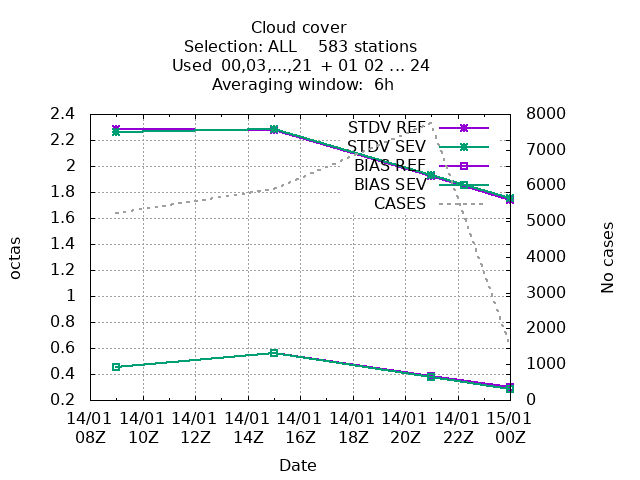 Cloud cover
Selection: ALL    583 stations
Used  00,03,...,21  + 01 02 ... 24
Averaging window:  6h
2.4
2.2
2
1.8
1.6
1.4
1.2
1
0.8
0.6
0.4
0.2
octas
8000
7000
6000
5000
4000
3000
2000
1000
0
No cases
STDV REF
STDV SEV
BIAS REF
BIAS SEV
CASES
14/01 14/01 14/01 14/01 14/01 14/01 14/01 14/01 15/01
08Z 10Z 12Z 14Z 16Z 18Z 20Z 22Z 00Z
Date